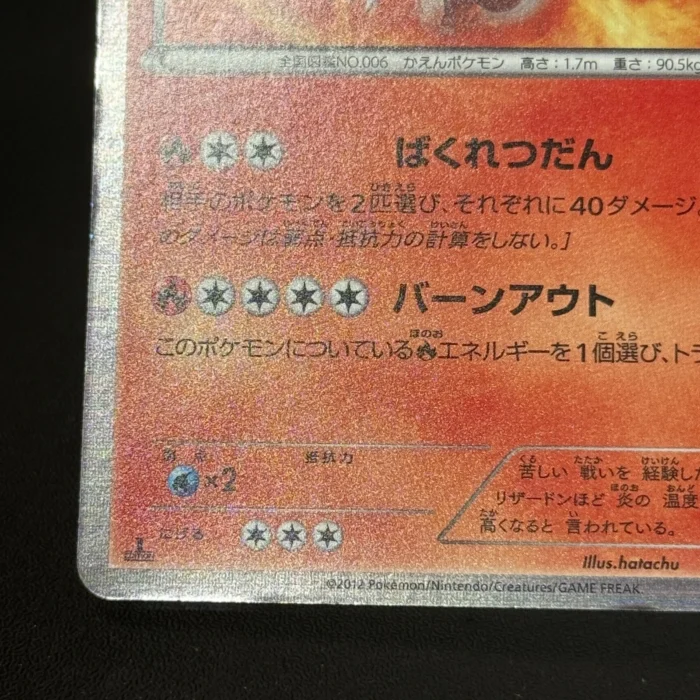 全国図鑑NO.006 かえんポケモン 高さ：1.7m 重さ：90.5kg
ばくれつだん
相手のポケモンを2匹選び、それぞれに40ダメージ。
のダメージは弱点・抵抗力の計算をしない。]
バーンアウト
このポケモンについているエネルギーを1個選び、トラ
弱点 抵抗力
×2
にげる
苦しい 戦いを 経験した
リザードンほど 炎の 温度
高くなると 言われている。
illus.hatachu
©2012 Pokémon/Nintendo/Creatures/GAME FREAK.